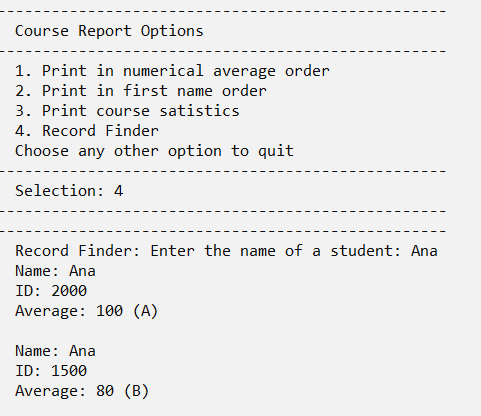 --------------------------------------------------
Course Report Options
--------------------------------------------------
1. Print in numerical average order
2. Print in first name order
3. Print course satistics
4. Record Finder
Choose any other option to quit
--------------------------------------------------
Selection: 4
--------------------------------------------------
--------------------------------------------------
Record Finder: Enter the name of a student: Ana
Name: Ana
ID: 2000
Average: 100 (A)

Name: Ana
ID: 1500
Average: 80 (B)